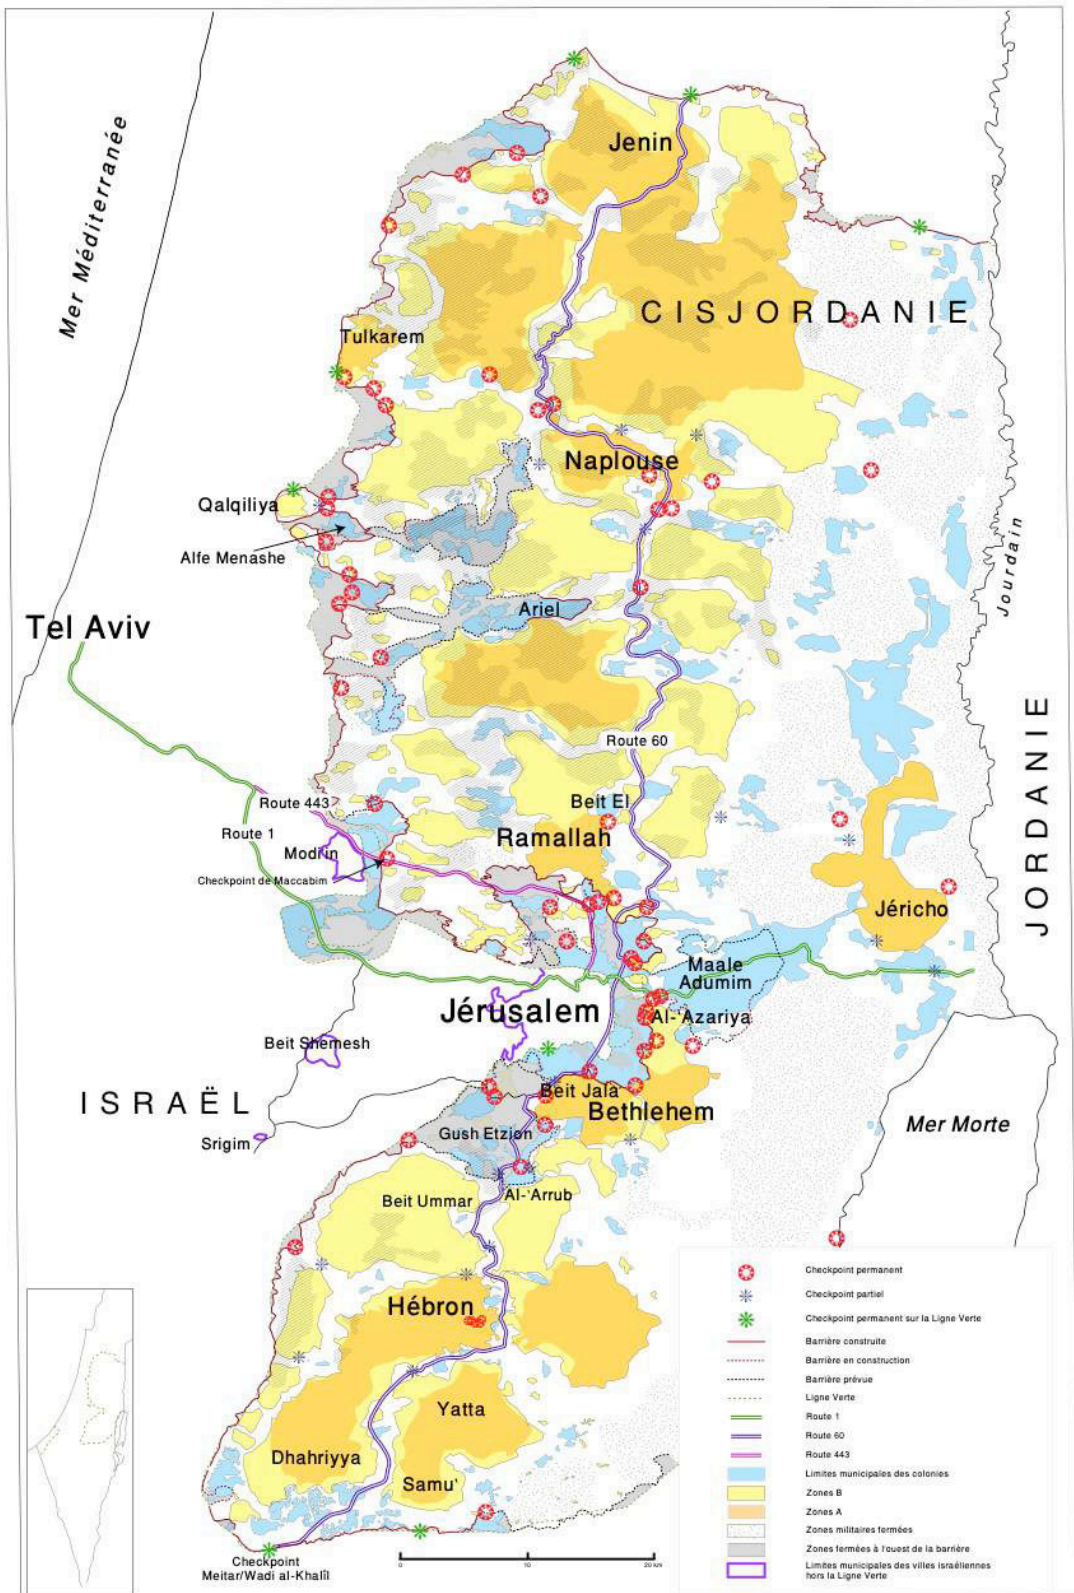 Mer Méditerranée
Jenin
CISJORDANIE
Tulkarem
Naplouse
Qalqiliya
Alfe Menashe
Jourdain
Ariel
Tel Aviv
JORDANIE
Route 60
Route 443
Beit El
Route 1
Ramallah
Modi'in
Checkpoint de Maccabim
Jéricho
Maale
Adumim
Jérusalem
Al-'Azariya
Beit Shemesh
ISRAËL
Beit Jala
Bethlehem
Mer Morte
Gush Etzion
Srigim
Beit Ummar
Al-'Arrub
Hébron
Yatta
Dhahriyya
Samu'
Checkpoint
Meitar/Wadi al-Khalîl
0 10 20 km
Checkpoint permanent
Checkpoint partiel
Checkpoint permanent sur la Ligne Verte
Barrière construite
Barrière en construction
Barrière prévue
Ligne Verte
Route 1
Route 60
Route 443
Limites municipales des colonies
Zones B
Zones A
Zones militaires fermées
Zones fermées à l'ouest de la barrière
Limites municipales des villes israéliennes
hors la Ligne Verte